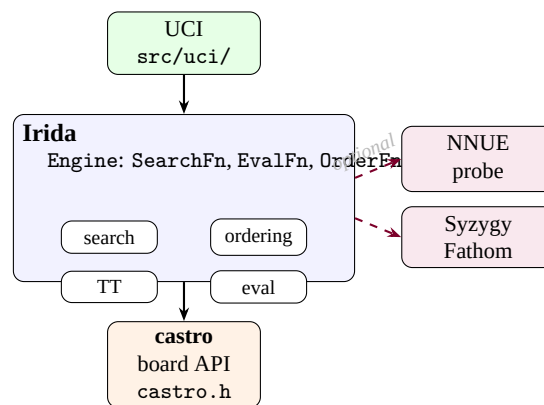 UCI
src/uci/
Irida
Engine: SearchFn, EvalFn, OrderFn
optional
NNUE
probe
search
ordering
Syzygy
Fathom
TT
eval
castro
board API
castro.h